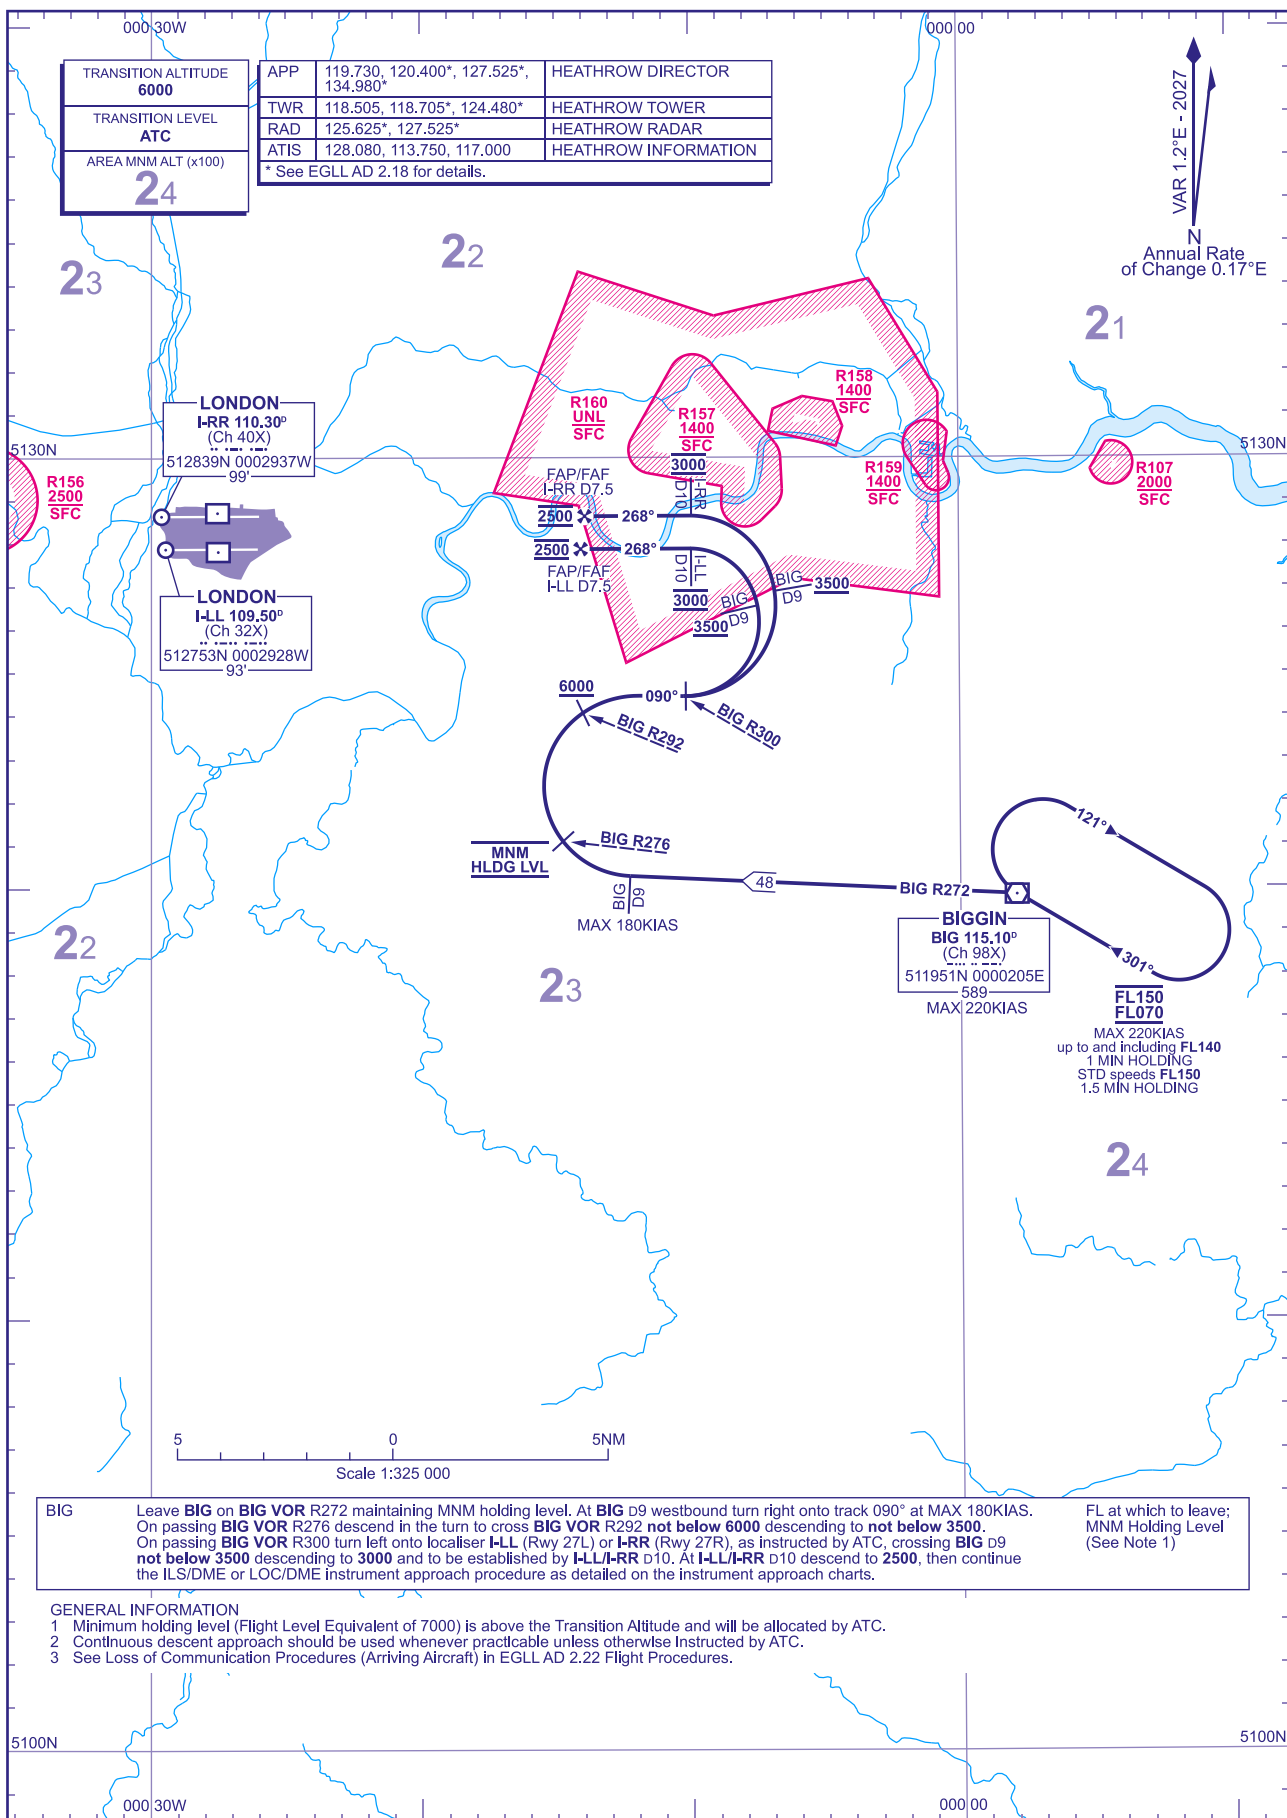 000 30W
000 00
TRANSITION ALTITUDE
6000
TRANSITION LEVEL
ATC
AREA MNM ALT (x100)
24
APP 119.730, 120.400*, 127.525*, 134.980* HEATHROW DIRECTOR
TWR 118.505, 118.705*, 124.480* HEATHROW TOWER
RAD 125.625*, 127.525* HEATHROW RADAR
ATIS 128.080, 113.750, 117.000 HEATHROW INFORMATION
* See EGLL AD 2.18 for details.
VAR 1.2°E - 2027
N
Annual Rate
of Change 0.17°E
23
22
21
LONDON
I-RR 110.30D
(Ch 40X)
512839N 0002937W
99'
5130N
5130N
R156
2500
SFC
R160
UNL
SFC
R157
1400
SFC
R158
1400
SFC
R159
1400
SFC
R107
2000
SFC
LONDON
I-LL 109.50D
(Ch 32X)
512753N 0002928W
93'
FAP/FAF
I-RR D7.5
2500
268°
3000
I-RR
D10
2500
268°
FAP/FAF
I-LL D7.5
I-LL
D10
3000
BIG
D9
3500
BIG
D9
3500
6000
090°
BIG R292
BIG R300
MNM
HLDG LVL
BIG R276
BIG
D9
MAX 180KIAS
48
BIG R272
121°
301°
BIGGIN
BIG 115.10D
(Ch 98X)
511951N 0000205E
589
MAX 220KIAS
FL150
FL070
MAX 220KIAS
up to and including FL140
1 MIN HOLDING
STD speeds FL150
1.5 MIN HOLDING
22
23
24
5 0 5NM
Scale 1:325 000
BIG Leave BIG on BIG VOR R272 maintaining MNM holding level. At BIG D9 westbound turn right onto track 090° at MAX 180KIAS.
On passing BIG VOR R276 descend in the turn to cross BIG VOR R292 not below 6000 descending to not below 3500.
On passing BIG VOR R300 turn left onto localiser I-LL (Rwy 27L) or I-RR (Rwy 27R), as instructed by ATC, crossing BIG D9
not below 3500 descending to 3000 and to be established by I-LL/I-RR D10. At I-LL/I-RR D10 descend to 2500, then continue
the ILS/DME or LOC/DME instrument approach procedure as detailed on the instrument approach charts.
FL at which to leave;
MNM Holding Level
(See Note 1)
GENERAL INFORMATION
1 Minimum holding level (Flight Level Equivalent of 7000) is above the Transition Altitude and will be allocated by ATC.
2 Continuous descent approach should be used whenever practicable unless otherwise Instructed by ATC.
3 See Loss of Communication Procedures (Arriving Aircraft) in EGLL AD 2.22 Flight Procedures.
5100N
5100N
000 30W
000 00